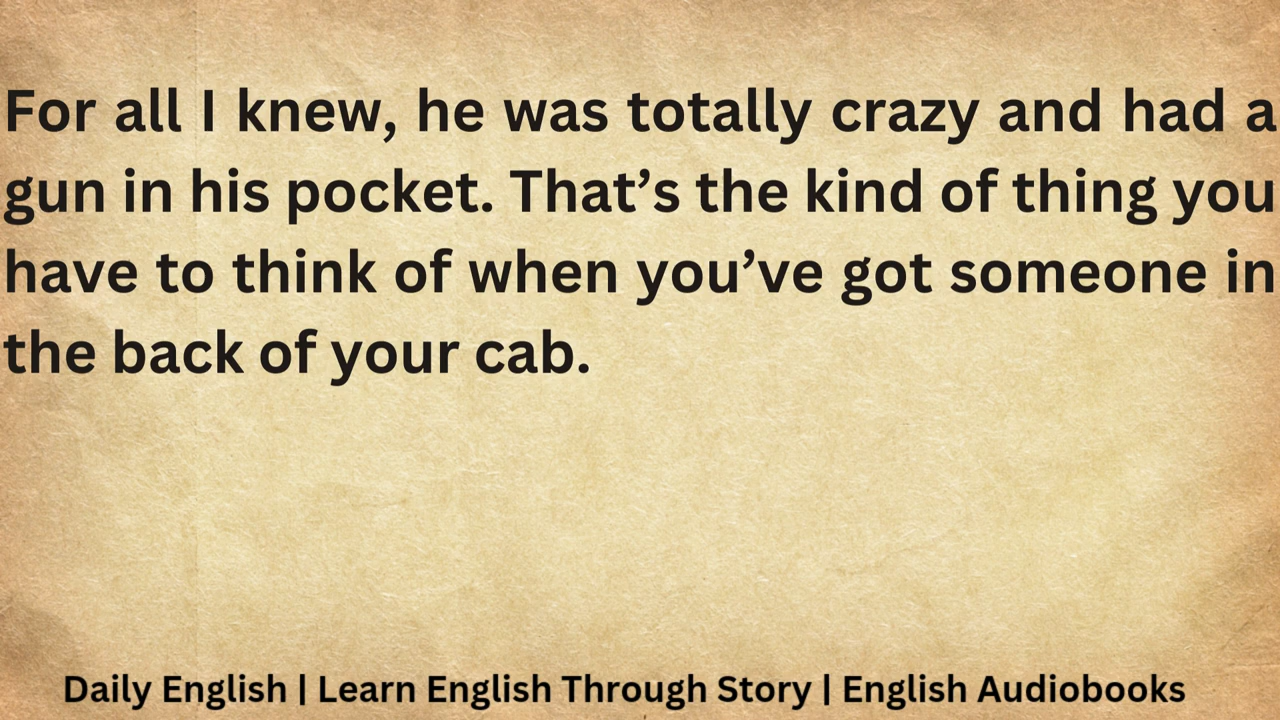 For all I knew, he was totally crazy and had a
gun in his pocket. That’s the kind of thing you
have to think of when you’ve got someone in
the back of your cab.
Daily English | Learn English Through Story | English Audiobooks